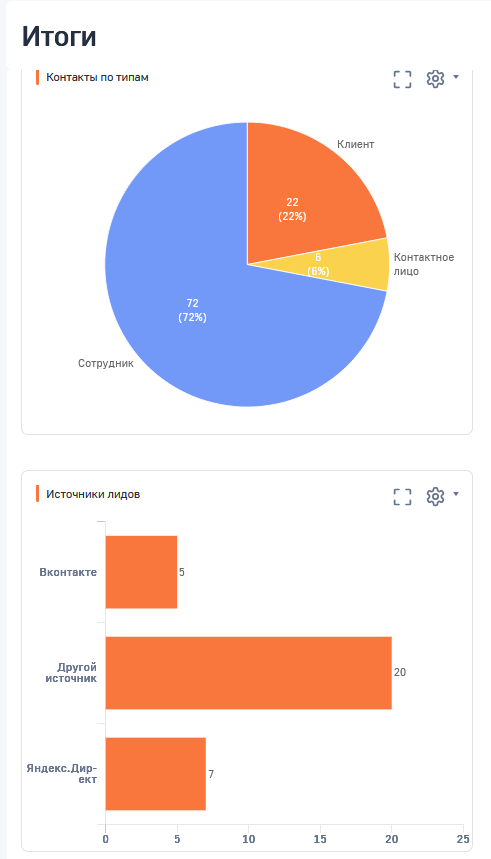 Итоги
Контакты по типам
Клиент
22
(22%)
6
(6%)
Контактное
лицо
72
(72%)
Сотрудник
Источники лидов
Вконтакте
5
Другой
источник
20
Яндекс.Дир-
ект
7
0 5 10 15 20 25